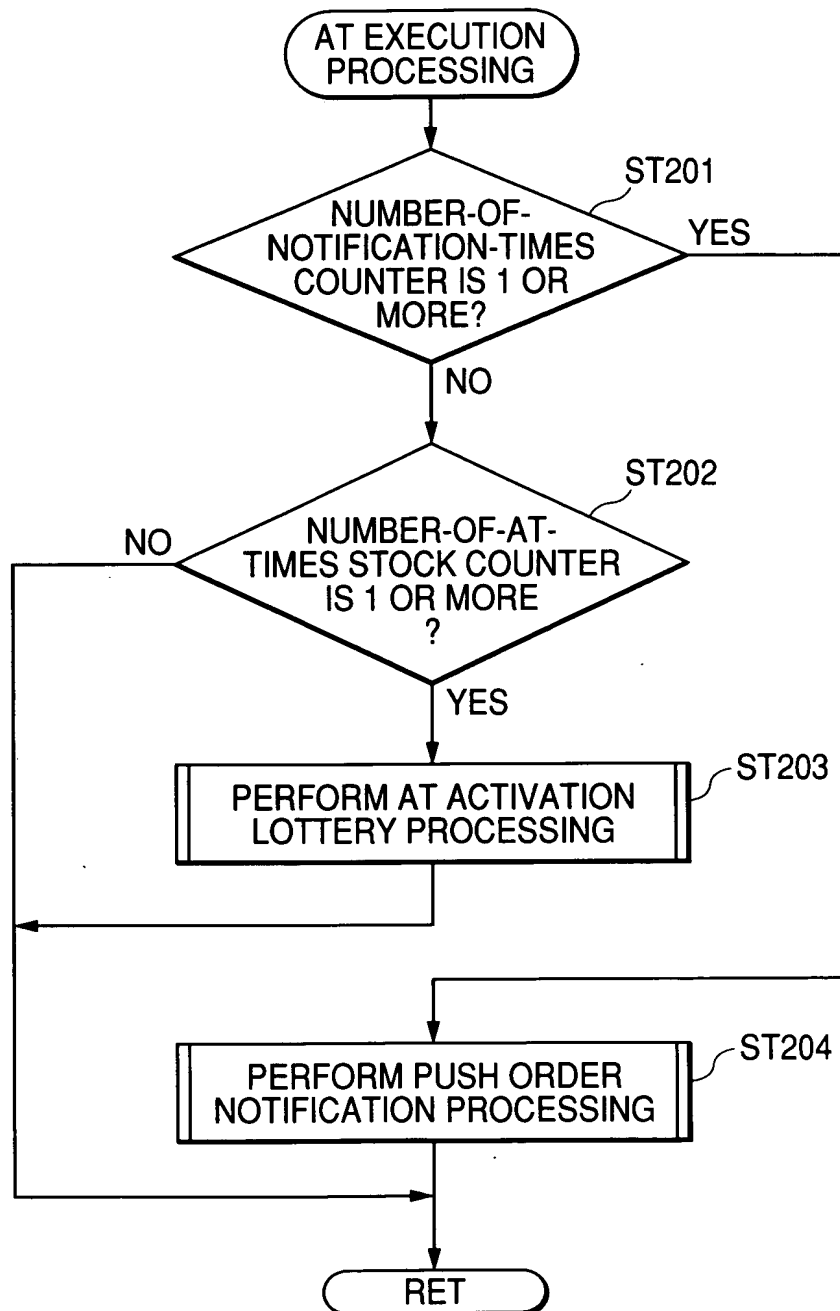 AT EXECUTION
PROCESSING
ST201
NUMBER-OF-
NOTIFICATION-TIMES
COUNTER IS 1 OR
MORE?
YES
NO
ST202
NUMBER-OF-AT-
TIMES STOCK COUNTER
IS 1 OR MORE
?
NO
YES
ST203
PERFORM AT ACTIVATION
LOTTERY PROCESSING
ST204
PERFORM PUSH ORDER
NOTIFICATION PROCESSING
RET